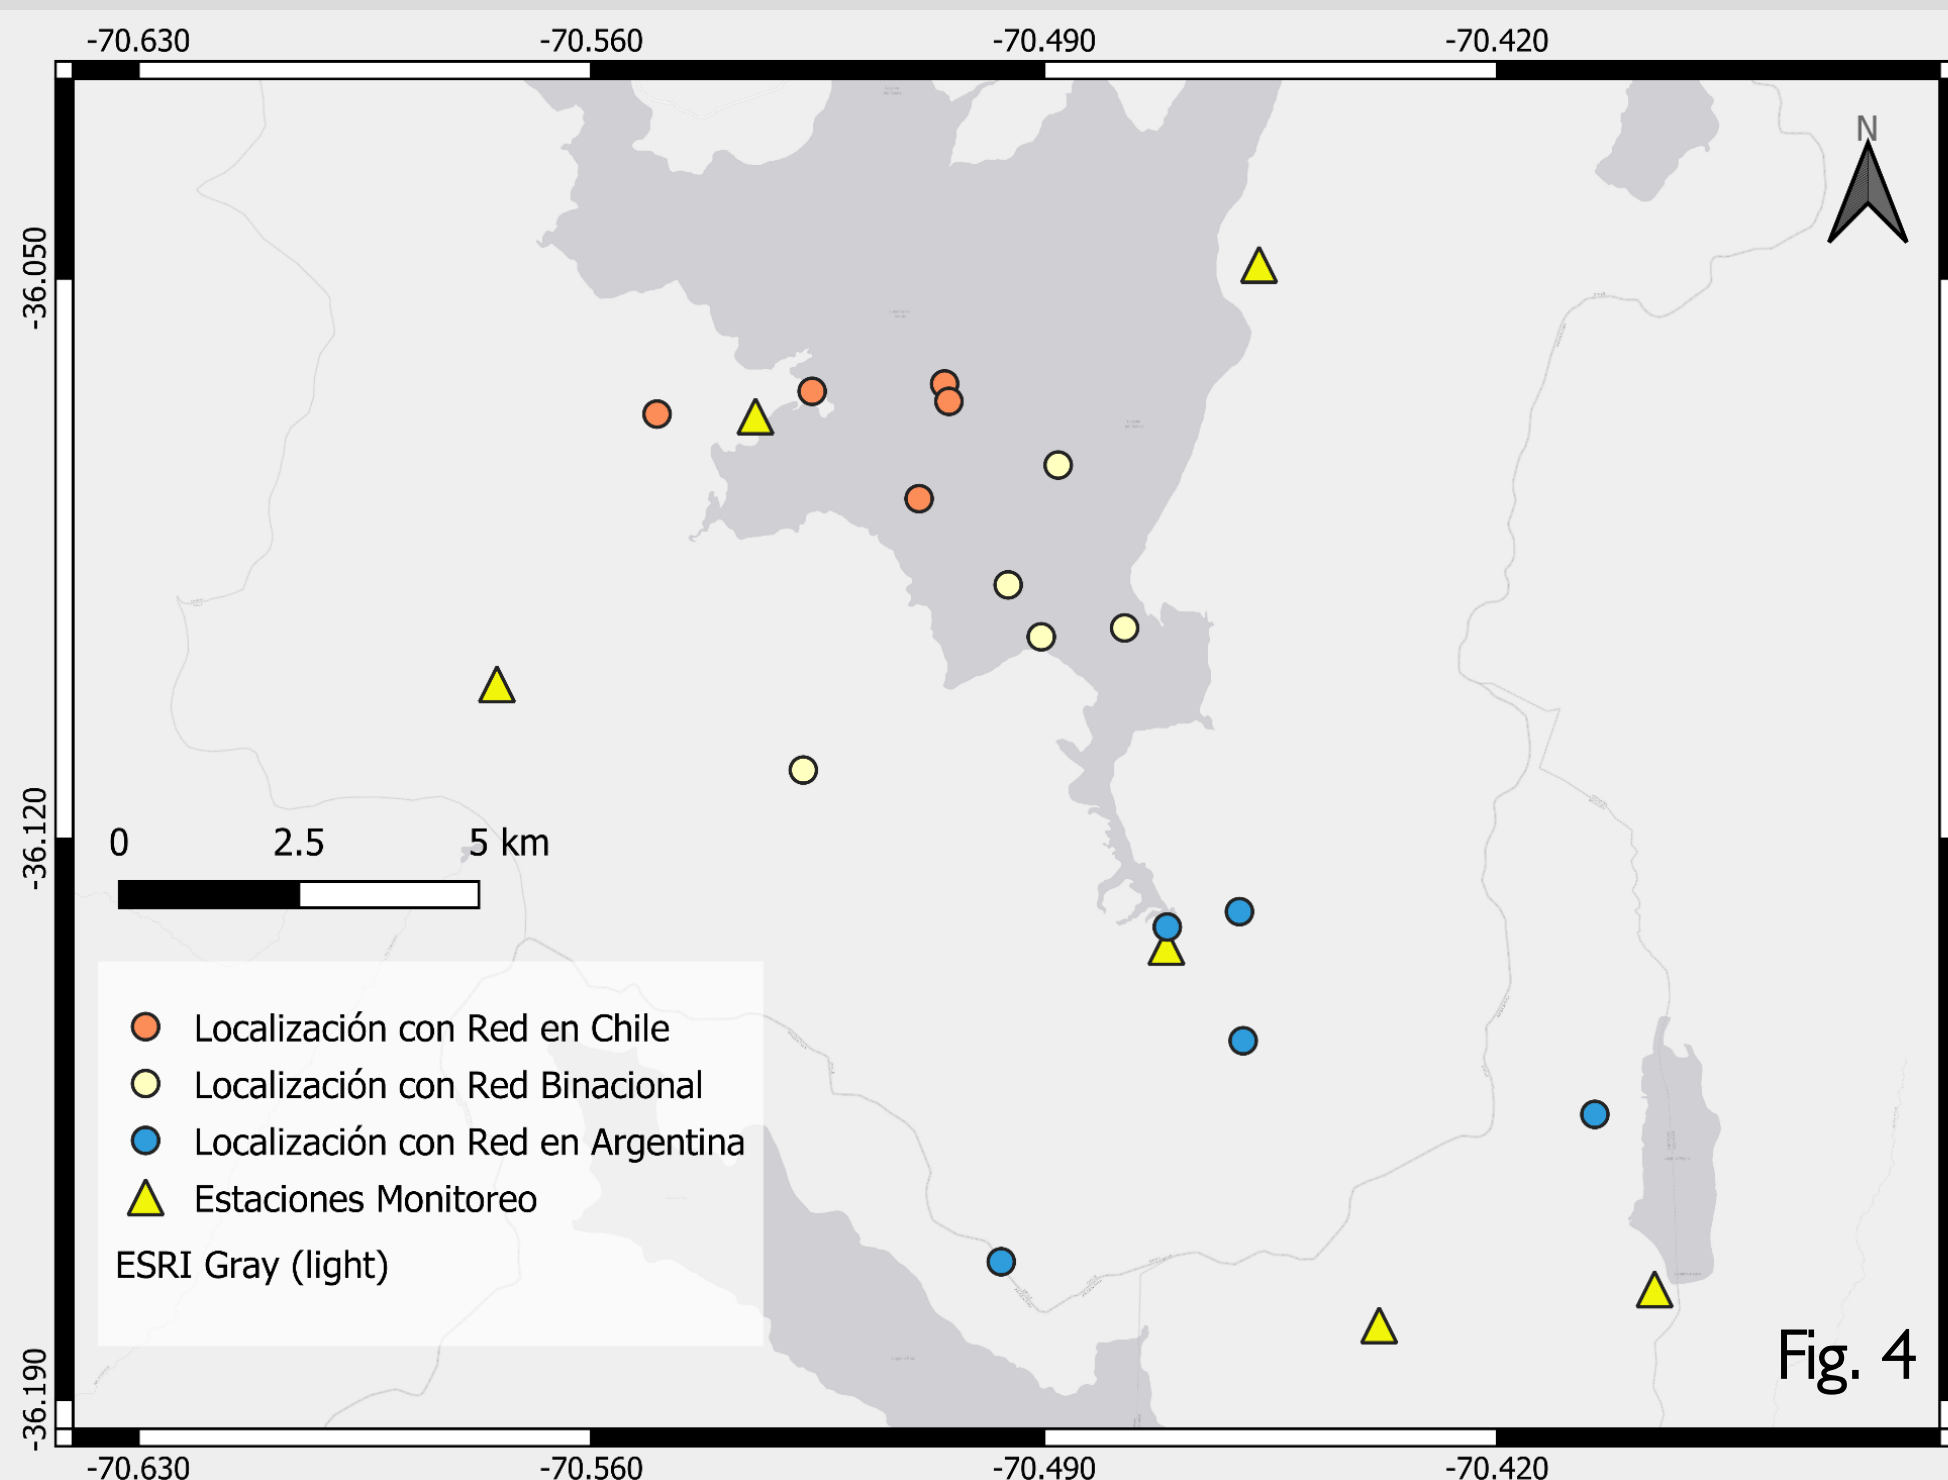 -70.630 -70.560 -70.490 -70.420
N
-36.050
-36.120
0 2.5 5 km
Localización con Red en Chile
Localización con Red Binacional
Localización con Red en Argentina
Estaciones Monitoreo
ESRI Gray (light)
Fig. 4
-36.190
-70.630 -70.560 -70.490 -70.420